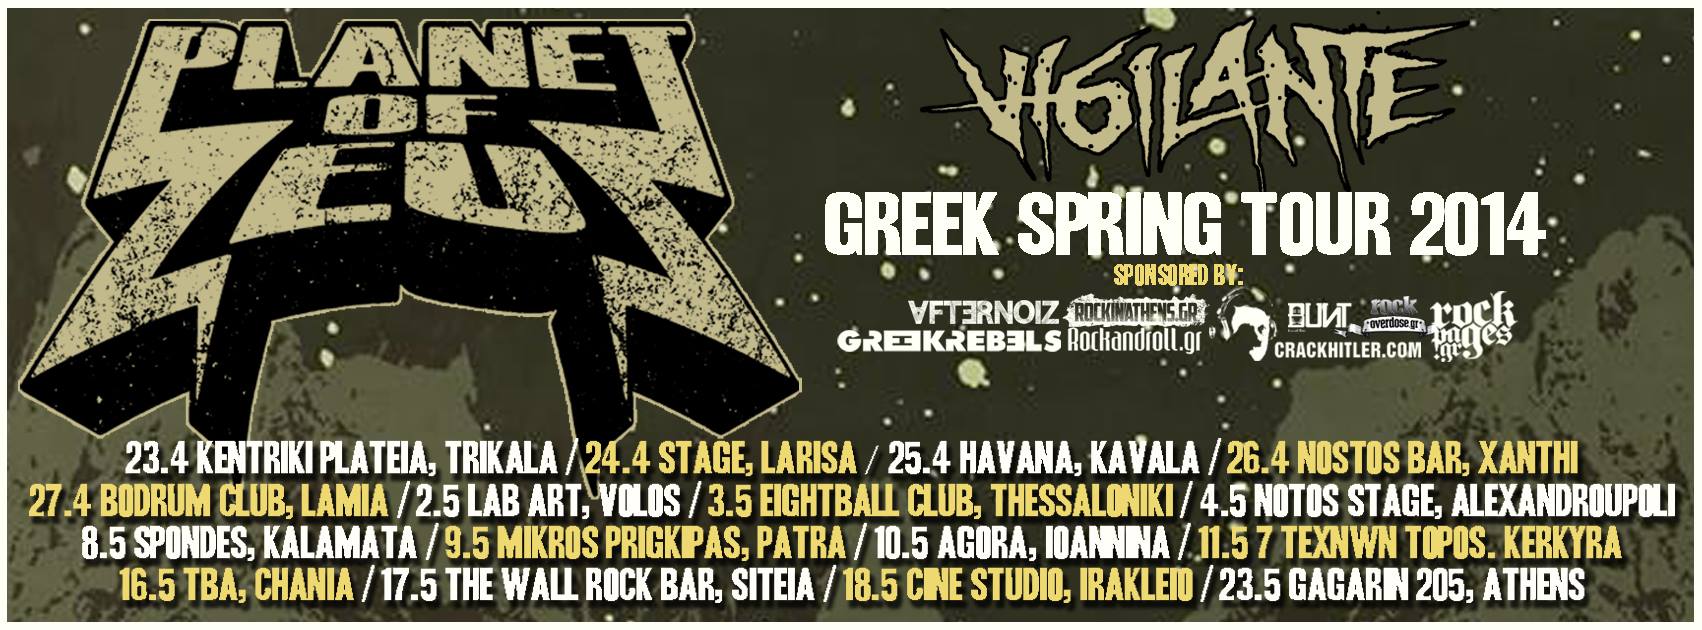 PLANET
OF
ZEUS
VIGILANTE
GREEK SPRING TOUR 2014
SPONSORED BY:
AFTERNOIZ
ROCKINATHENS.GR
GREEKREBELS
Rockandroll.gr
rock
overdose.gr
CRACKHITLER.COM
rock
pages
.gr
23.4 KENTRIKI PLATEIA, TRIKALA / 24.4 STAGE, LARISA / 25.4 HAVANA, KAVALA / 26.4 NOSTOS BAR, XANTHI
27.4 BODRUM CLUB, LAMIA / 2.5 LAB ART, VOLOS / 3.5 EIGHTBALL CLUB, THESSALONIKI / 4.5 NOTOS STAGE, ALEXANDROUPOLI
8.5 SPONDES, KALAMATA / 9.5 MIKROS PRIGKIPAS, PATRA / 10.5 AGORA, IOANNINA / 11.5 7 TEXNWN TOPOS. KERKYRA
16.5 TBA, CHANIA / 17.5 THE WALL ROCK BAR, SITEIA / 18.5 CINE STUDIO, IRAKLEIO / 23.5 GAGARIN 205, ATHENS